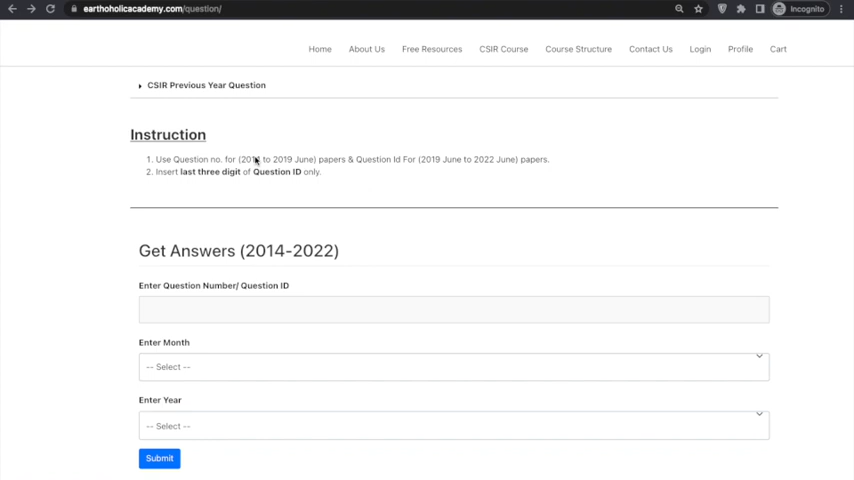 earthoholicacademy.com/question/
Incognito
Home About Us Free Resources CSIR Course Course Structure Contact Us Login Profile Cart
CSIR Previous Year Question
Instruction
1. Use Question no. for to 2019 June) papers & Question Id For (2019 June to 2022 June) papers.
2. Insert last three digit of Question ID only.
Get Answers (2014-2022)
Enter Question Number/ Question ID
Enter Month
-- Select --
Enter Year
-- Select --
Submit